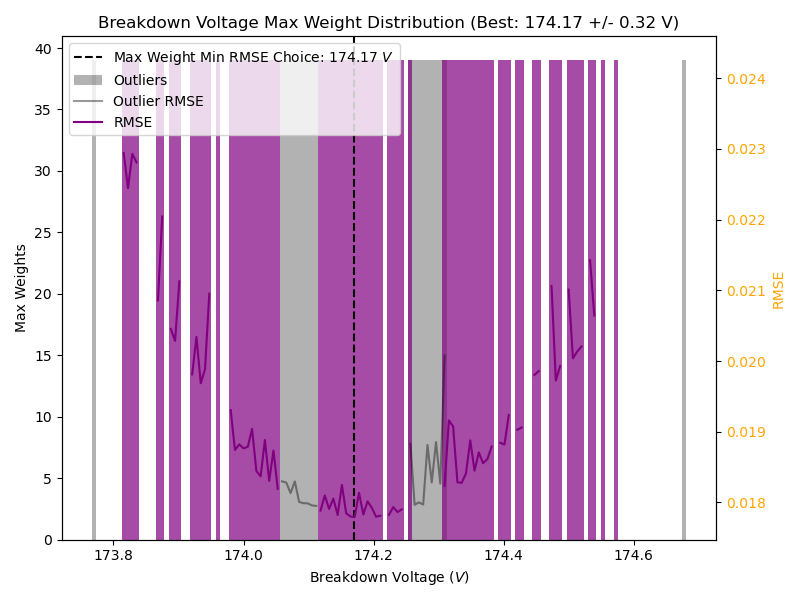 Breakdown Voltage Max Weight Distribution (Best: 174.17 +/- 0.32 V)
Max Weight Min RMSE Choice: 174.17 V
Outliers
Outlier RMSE
RMSE
40
35
30
25
20
15
10
5
0
Max Weights
0.024
0.023
0.022
0.021
0.020
0.019
0.018
RMSE
173.8
174.0
174.2
174.4
174.6
Breakdown Voltage (V)